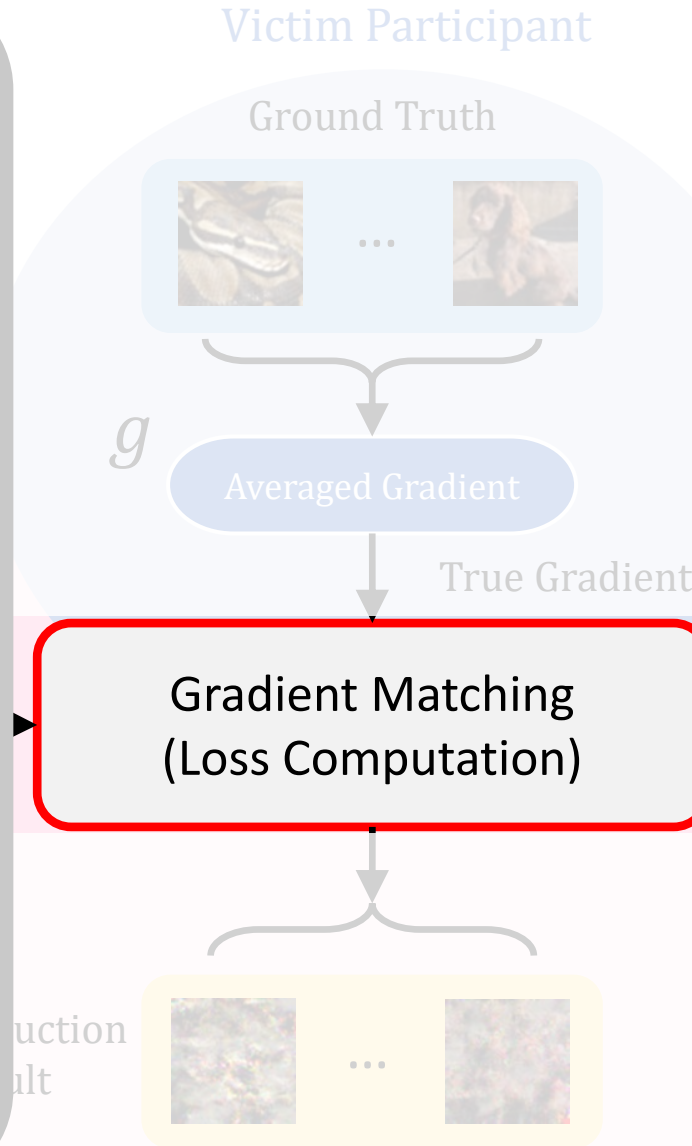 Victim Participant
Ground Truth
...
g
Averaged Gradient
True Gradient
Gradient Matching
(Loss Computation)
uction
ult
...